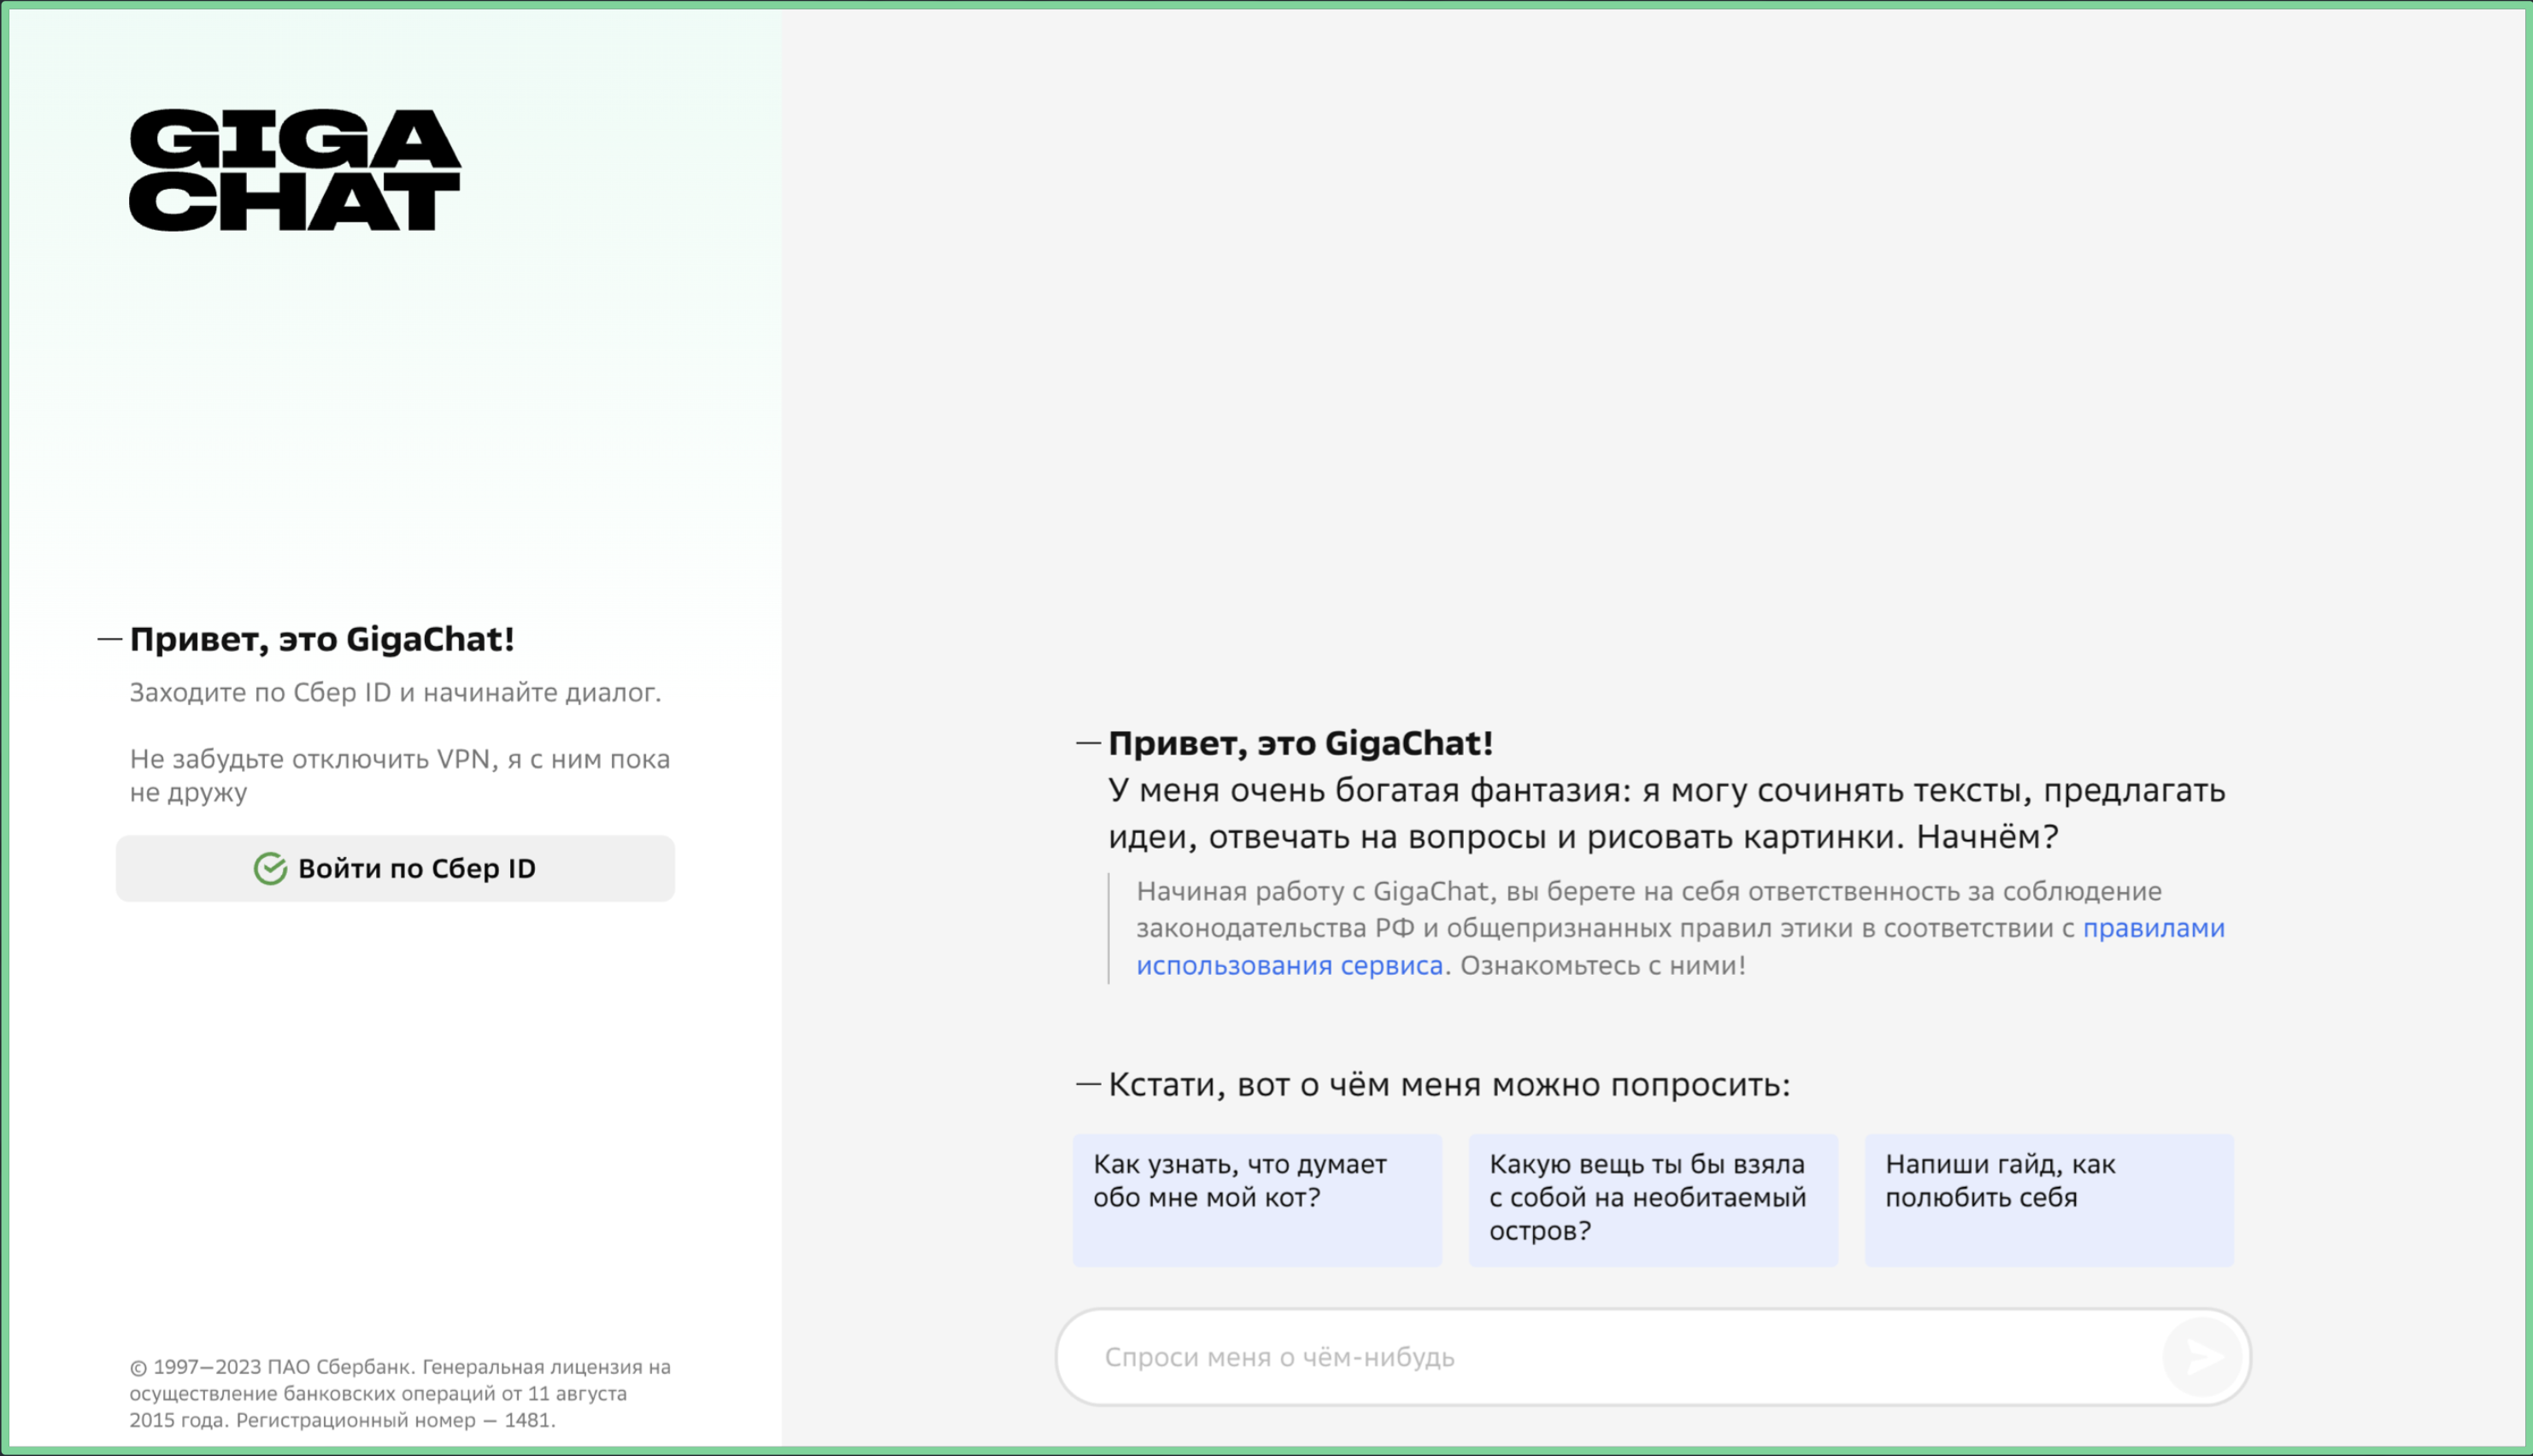 GIGA
CHAT
— Привет, это GigaChat!
Заходите по Сбер ID и начинайте диалог.
Не забудьте отключить VPN, я с ним пока
не дружу
Войти по Сбер ID
© 1997—2023 ПАО Сбербанк. Генеральная лицензия на
осуществление банковских операций от 11 августа
2015 года. Регистрационный номер — 1481.
— Привет, это GigaChat!
У меня очень богатая фантазия: я могу сочинять тексты, предлагать
идеи, отвечать на вопросы и рисовать картинки. Начнём?
Начиная работу с GigaChat, вы берете на себя ответственность за соблюдение
законодательства РФ и общепризнанных правил этики в соответствии с правилами
использования сервиса. Ознакомьтесь с ними!
— Кстати, вот о чём меня можно попросить:
Как узнать, что думает
обо мне мой кот?
Какую вещь ты бы взяла
с собой на необитаемый
остров?
Напиши гайд, как
полюбить себя
Спроси меня о чём-нибудь